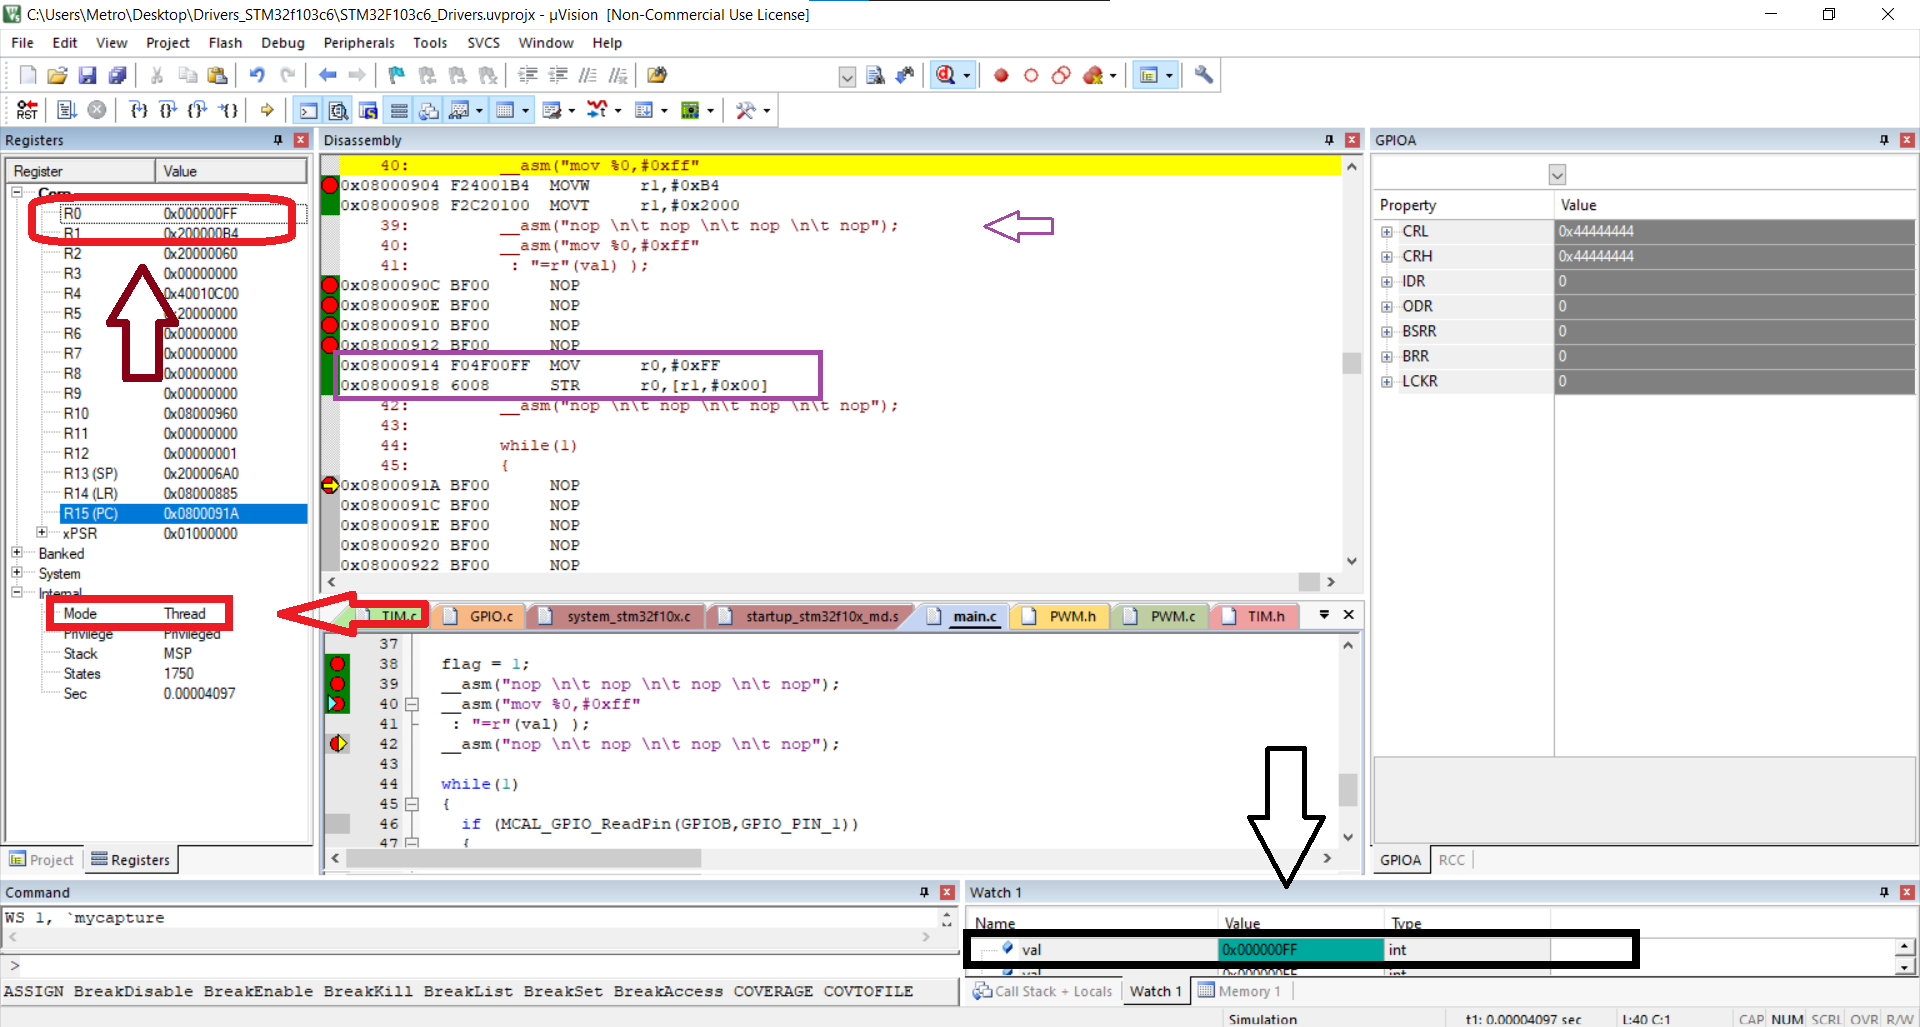 C:\Users\Metro\Desktop\Drivers_STM32f103c6\STM32F103c6_Drivers.uvprojx - µVision [Non-Commercial Use License]
File Edit View Project Flash Debug Peripherals Tools SVCS Window Help
Registers
Register Value
Core
R0 0x000000FF
R1 0x200000B4
R2 0x20000060
R3 0x00000000
R4 0x40010C00
R5 0x20000000
R6 0x00000000
R7 0x00000000
R8 0x00000000
R9 0x00000000
R10 0x08000960
R11 0x00000000
R12 0x00000001
R13 (SP) 0x200006A0
R14 (LR) 0x08000885
R15 (PC) 0x0800091A
xPSR 0x01000000
Banked
System
Internal
Mode Thread
Privilege Privileged
Stack MSP
States 1750
Sec 0.00004097
Project Registers
Disassembly
40: __asm("mov %0,#0xff"
0x08000904 F24001B4 MOVW r1,#0xB4
0x08000908 F2C20100 MOVT r1,#0x2000
39: __asm("nop \n\t nop \n\t nop \n\t nop");
40: __asm("mov %0,#0xff"
41: : "=r"(val) );
0x0800090C BF00 NOP
0x0800090E BF00 NOP
0x08000910 BF00 NOP
0x08000912 BF00 NOP
0x08000914 F04F00FF MOV r0,#0xFF
0x08000918 6008 STR r0,[r1,#0x00]
42: __asm("nop \n\t nop \n\t nop \n\t nop");
43:
44: while(1)
45: {
0x0800091A BF00 NOP
0x0800091C BF00 NOP
0x0800091E BF00 NOP
0x08000920 BF00 NOP
0x08000922 BF00 NOP
TIM.c GPIO.c system_stm32f10x.c startup_stm32f10x_md.s main.c PWM.h PWM.c TIM.h
37
38 flag = 1;
39 __asm("nop \n\t nop \n\t nop \n\t nop");
40 __asm("mov %0,#0xff"
41 : "=r"(val) );
42 __asm("nop \n\t nop \n\t nop \n\t nop");
43
44 while(1)
45 {
46 if (MCAL_GPIO_ReadPin(GPIOB,GPIO_PIN_1))
47 {
GPIOA
Property Value
CRL 0x44444444
CRH 0x44444444
IDR 0
ODR 0
BSRR 0
BRR 0
LCKR 0
GPIOA RCC
Command
WS 1, `mycapture
>
ASSIGN BreakDisable BreakEnable BreakKill BreakList BreakSet BreakAccess COVERAGE COVTOFILE
Watch 1
Name Value Type
val 0x000000FF int
val 0x000000FF int
Call Stack + Locals Watch 1 Memory 1
Simulation t1: 0.00004097 sec L:40 C:1 CAP NUM SCRL OVR R/W